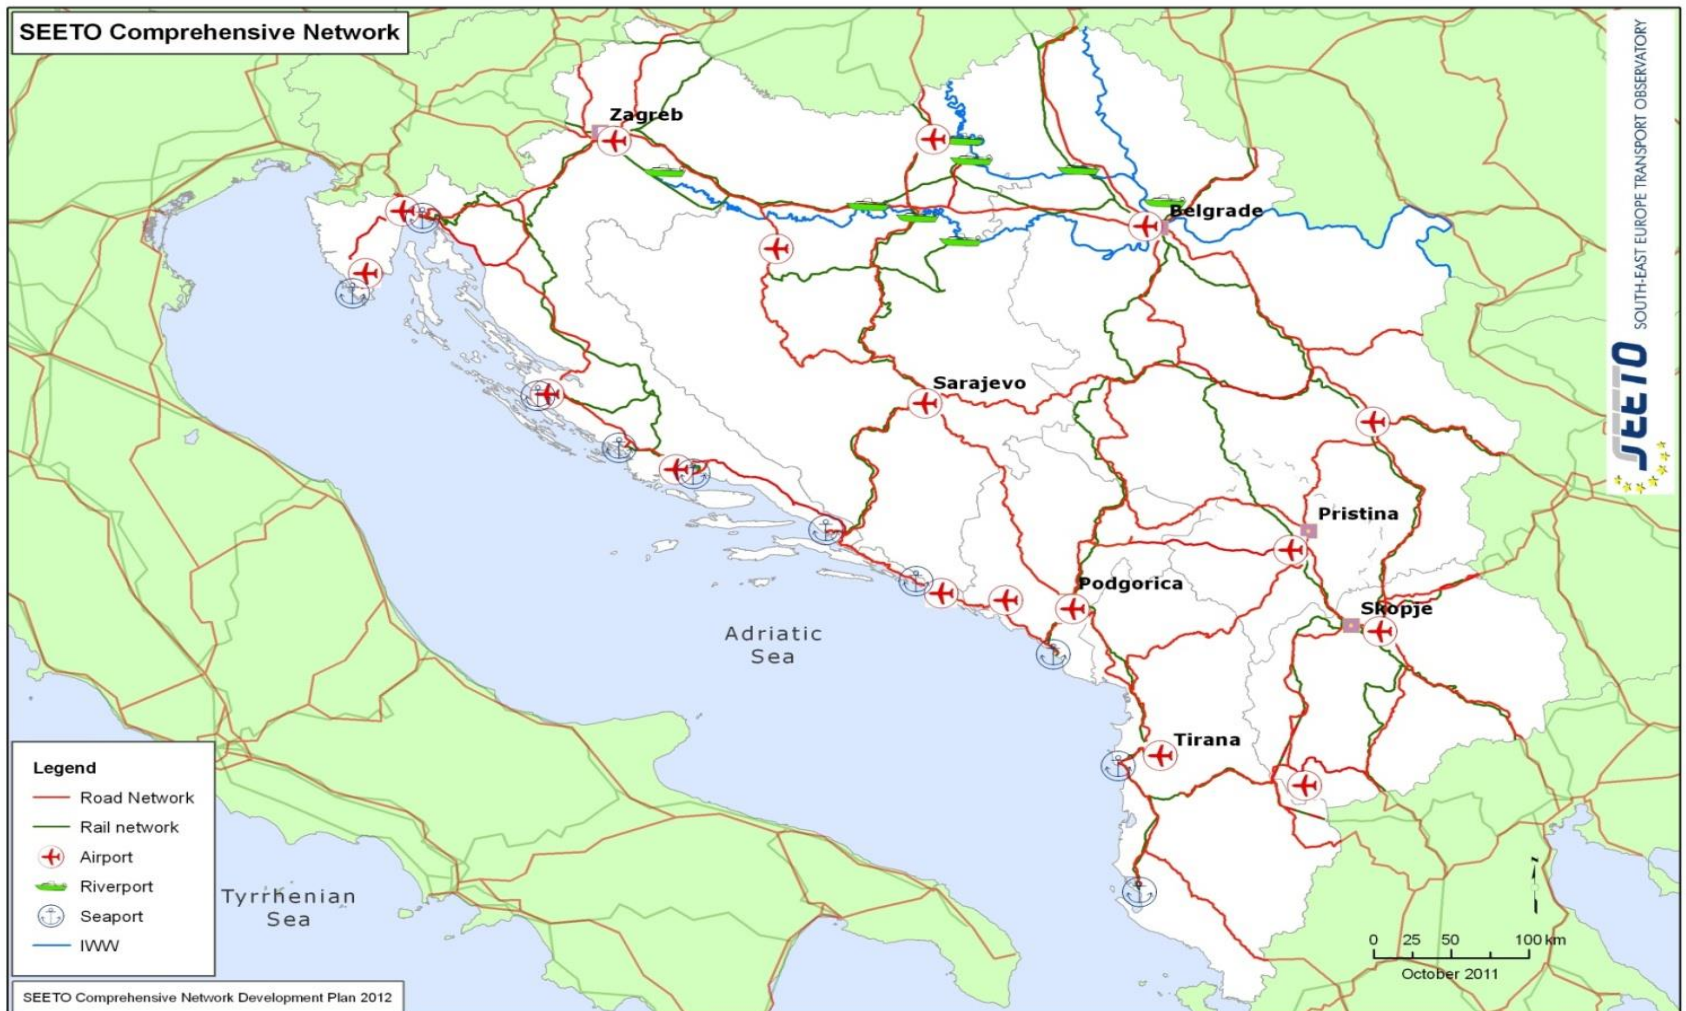 SEETO Comprehensive Network
Zagreb
Belgrade
Sarajevo
Pristina
Podgorica
Skopje
Adriatic
Sea
Tirana
Tyrrhenian
Sea
Legend
Road Network
Rail network
Airport
Riverport
Seaport
IWW
SEETO Comprehensive Network Development Plan 2012
0 25 50 100 km
October 2011
SEETO
SOUTH-EAST EUROPE TRANSPORT OBSERVATORY